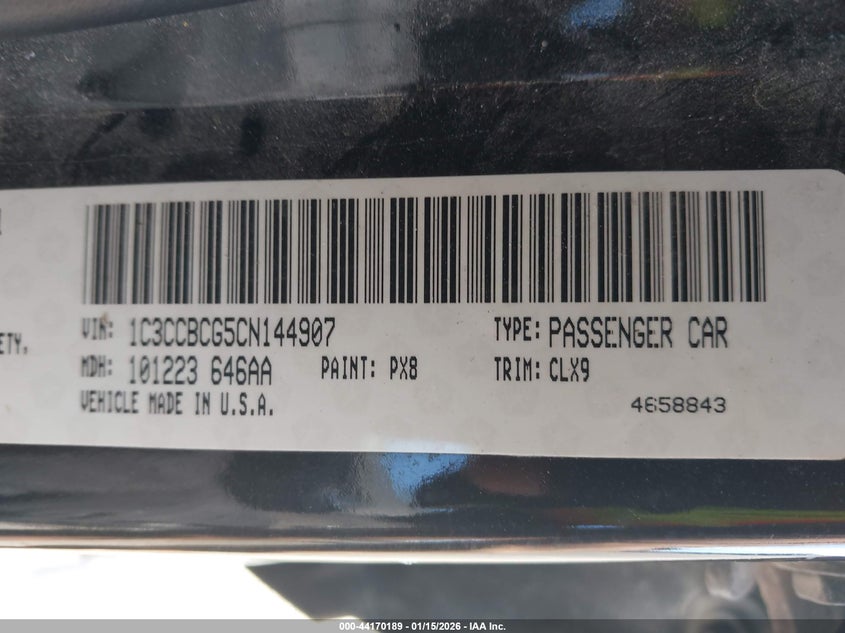 VIN: 1C3CCBCG5CN144907 TYPE: PASSENGER CAR
ETY,
MDH: 101223 646AA PAINT: PX8 TRIM: CLX9
VEHICLE MADE IN U.S.A. 4658843
000-44170189 - 01/15/2026 - IAA Inc.